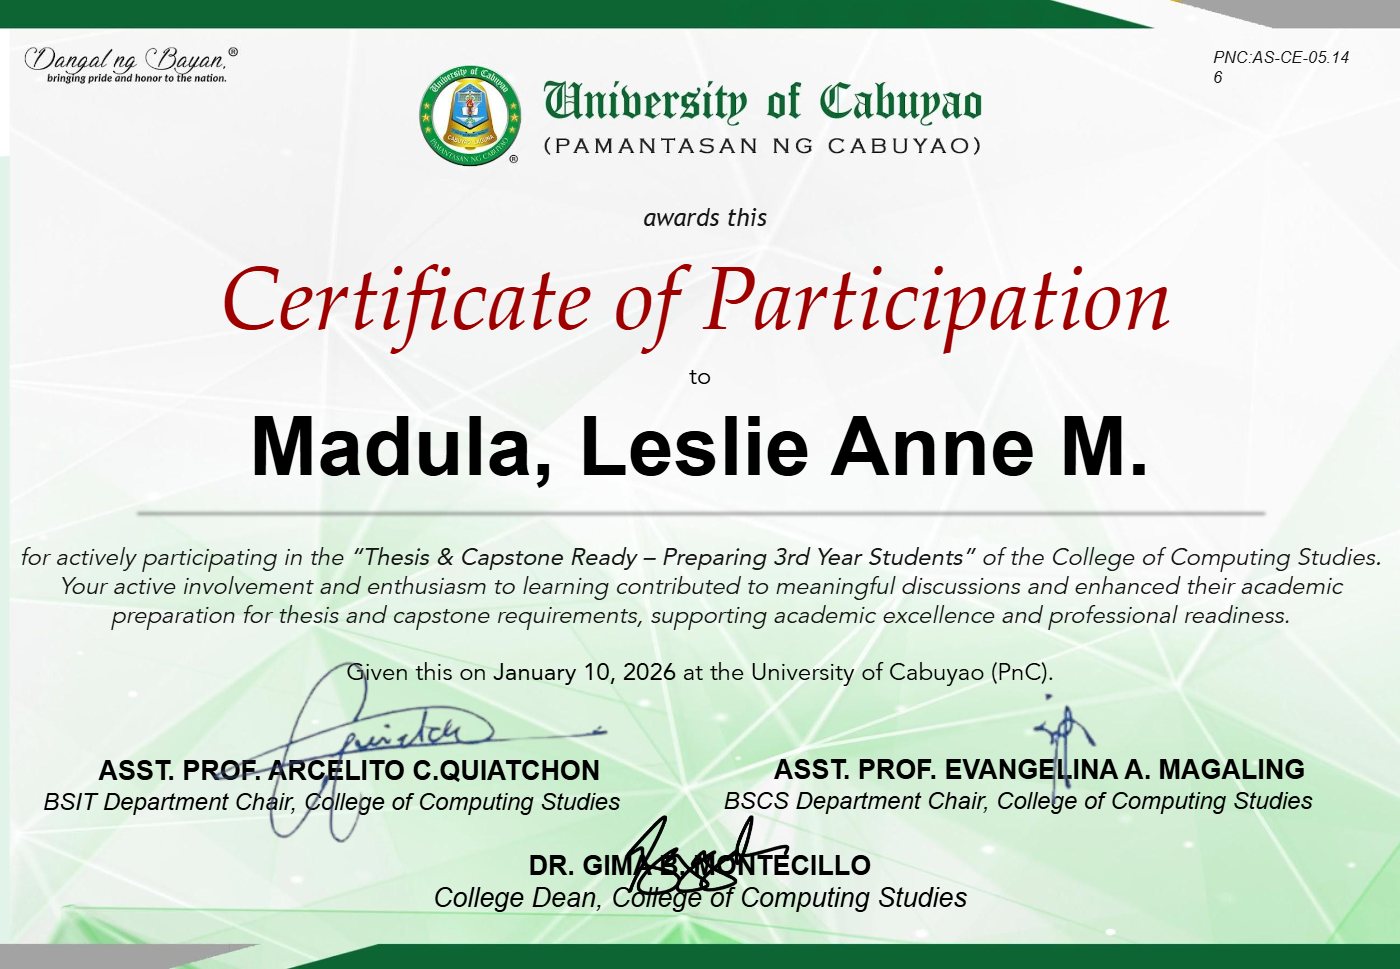 Dangal ng Bayan,®
bringing pride and honor to the nation.
PNC:AS-CE-05.14
6
University of Cabuyao
PAMANTASAN NG CABUYAO
®
University of Cabuyao
(PAMANTASAN NG CABUYAO)
awards this
Certificate of Participation
to
Madula, Leslie Anne M.
for actively participating in the “Thesis & Capstone Ready – Preparing 3rd Year Students” of the College of Computing Studies.
Your active involvement and enthusiasm to learning contributed to meaningful discussions and enhanced their academic
preparation for thesis and capstone requirements, supporting academic excellence and professional readiness.
Given this on January 10, 2026 at the University of Cabuyao (PnC).
ASST. PROF. ARCELITO C.QUIATCHON
BSIT Department Chair, College of Computing Studies
ASST. PROF. EVANGELINA A. MAGALING
BSCS Department Chair, College of Computing Studies
DR. GIMA B. MONTECILLO
College Dean, College of Computing Studies